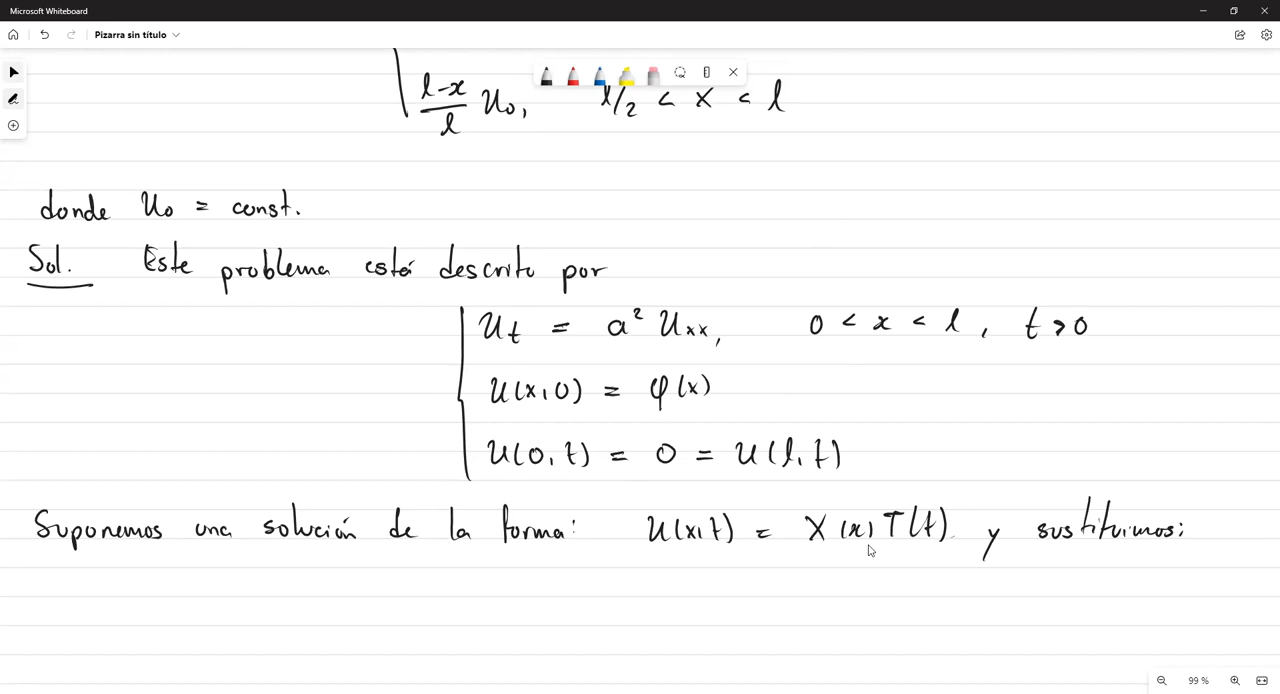 Microsoft Whiteboard
Pizarra sin título
l-x/l u₀, l/2 < x < l
donde u₀ = const.
Sol. Este problema está descrito por
u_t = a² u_xx, 0 < x < l, t > 0
u(x,0) = φ(x)
u(0,t) = 0 = u(l,t)
Suponemos una solución de la forma: u(x,t) = X(x)T(t) y sustituimos:
99 %